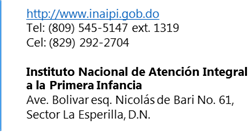 http://www.inaipi.gob.do
Tel: (809) 545-5147 ext. 1319
Cel: (829) 292-2704
Instituto Nacional de Atención Integral
a la Primera Infancia
Ave. Bolivar esq. Nicolás de Bari No. 61,
Sector La Esperilla, D.N.